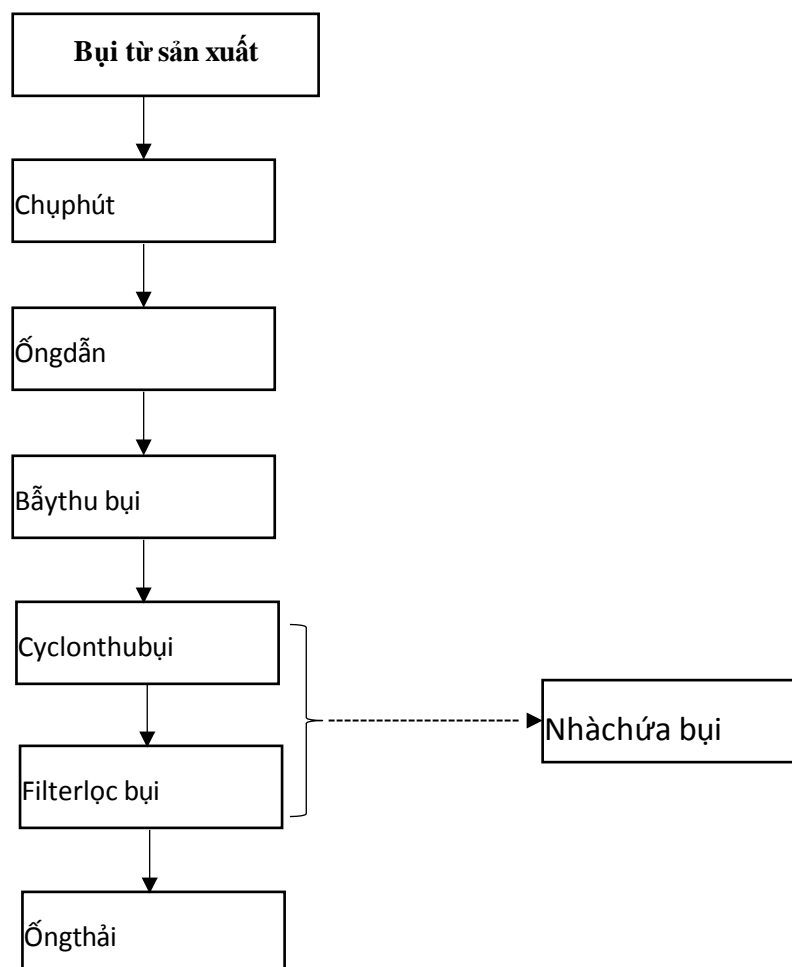 Bụi từ sản xuất
Chụphút
Ốngdẫn
Bẫythu bụi
Cyclonthubụi
Nhàchứa bụi
Filterlọc bụi
Ốngthải